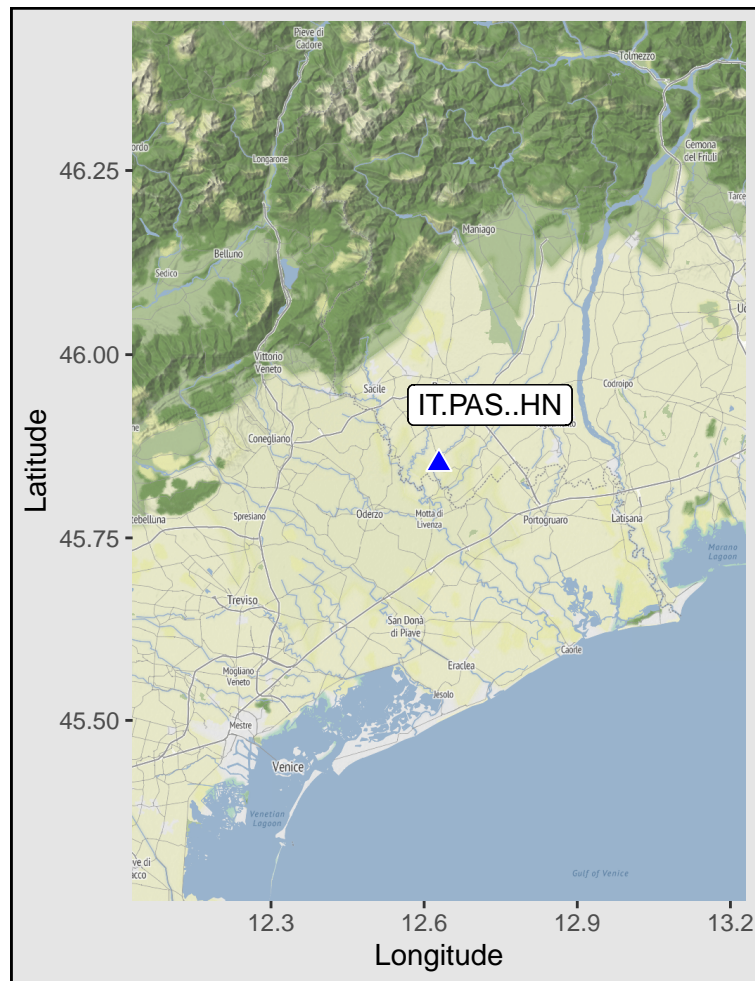 Pieve di
Cadore
Tolmezzo
Longarone
Gemona
del Friuli
46.25
Maniago
Belluno
Sedico
46.00
Vittorio
Veneto
Sacile
Codroipo
IT.PAS..HN
Conegliano
Latitude
Spresiano
Oderzo
Motta di
Livenza
Portogruaro
Latisana
45.75
Marano
Lagoon
Treviso
San Donà
di Piave
Eraclea
Caorle
Mogliano
Veneto
Jesolo
45.50
Mestre
Venice
Venetian
Lagoon
Gulf of Venice
12.3
12.6
12.9
13.2
Longitude